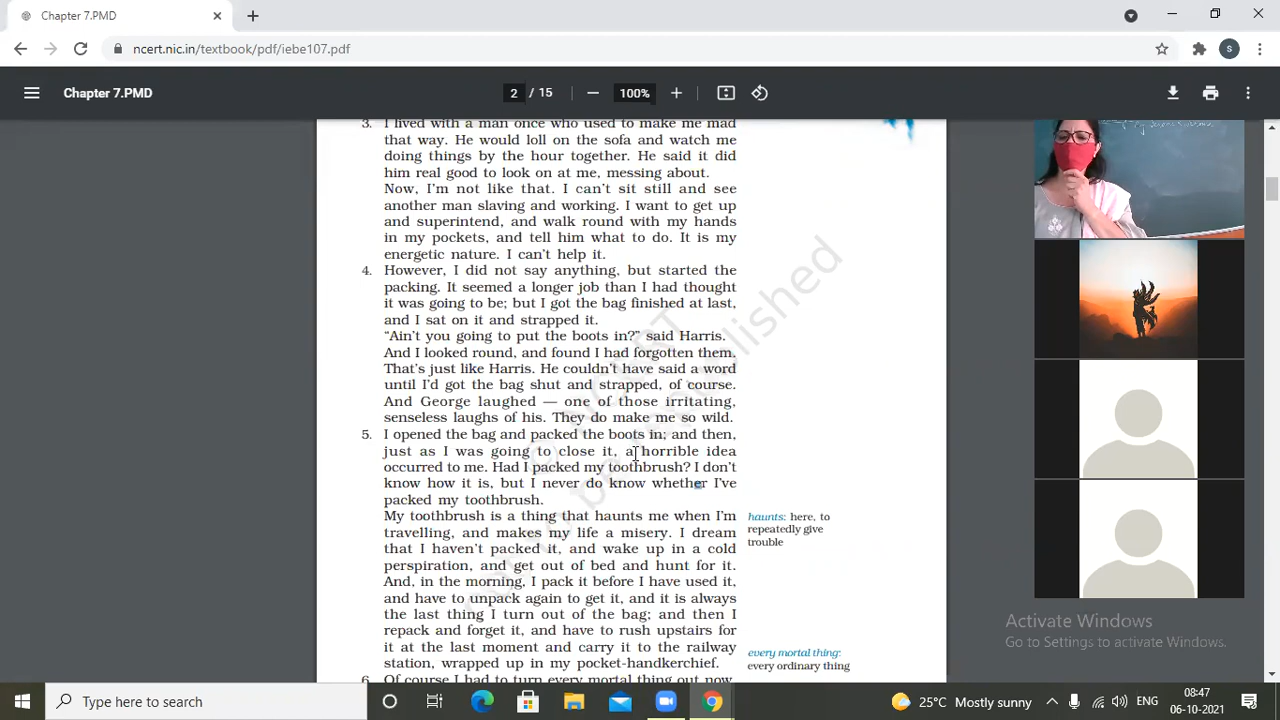 Chapter 7.PMD
ncert.nic.in/textbook/pdf/iebe107.pdf
S
Chapter 7.PMD
2 / 15
100%
3. I lived with a man once who used to make me mad
that way. He would loll on the sofa and watch me
doing things by the hour together. He said it did
him real good to look on at me, messing about.
Now, I'm not like that. I can't sit still and see
another man slaving and working. I want to get up
and superintend, and walk round with my hands
in my pockets, and tell him what to do. It is my
energetic nature. I can't help it.
4. However, I did not say anything, but started the
packing. It seemed a longer job than I had thought
it was going to be; but I got the bag finished at last,
and I sat on it and strapped it.
“Ain't you going to put the boots in?” said Harris.
And I looked round, and found I had forgotten them.
That's just like Harris. He couldn't have said a word
until I'd got the bag shut and strapped, of course.
And George laughed — one of those irritating,
senseless laughs of his. They do make me so wild.
5. I opened the bag and packed the boots in; and then,
just as I was going to close it, a horrible idea
occurred to me. Had I packed my toothbrush? I don't
know how it is, but I never do know whether I've
packed my toothbrush.
My toothbrush is a thing that haunts me when I'm
travelling, and makes my life a misery. I dream
that I haven't packed it, and wake up in a cold
perspiration, and get out of bed and hunt for it.
And, in the morning, I pack it before I have used it,
and have to unpack again to get it, and it is always
the last thing I turn out of the bag; and then I
repack and forget it, and have to rush upstairs for
it at the last moment and carry it to the railway
station, wrapped up in my pocket-handkerchief.
6. Of course I had to turn every mortal thing out now,
haunts: here, to
repeatedly give
trouble
every mortal thing:
every ordinary thing
Activate Windows
Go to Settings to activate Windows.
Type here to search
25°C Mostly sunny
ENG
08:47
06-10-2021